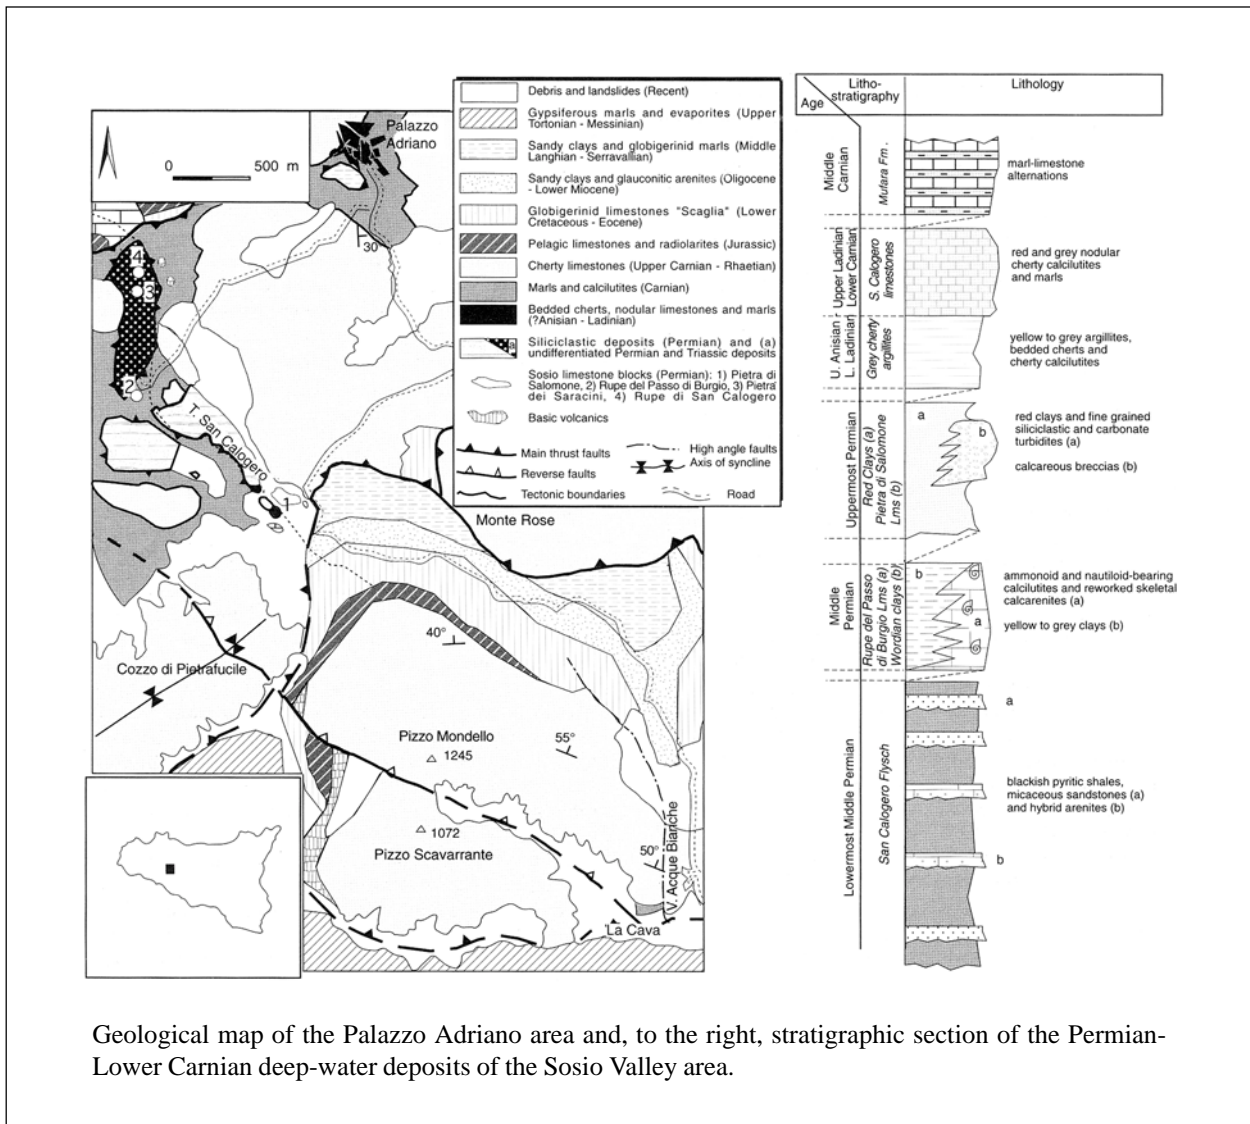 Palazzo
Adriano
0 500 m
30
4
3
2
T. San Calogero
1
Monte Rose
40°
Cozzo di Pietrafucile
Pizzo Mondello
1245
55°
1072
Pizzo Scavarrante
50°
V. Acque Bianche
La Cava
Debris and landslides (Recent)
Gypsiferous marls and evaporites (Upper
Tortonian - Messinian)
Sandy clays and globigerinid marls (Middle
Langhian - Serravallian)
Sandy clays and glauconitic arenites (Oligocene
- Lower Miocene)
Globigerinid limestones "Scaglia" (Lower
Cretaceous - Eocene)
Pelagic limestones and radiolarites (Jurassic)
Cherty limestones (Upper Carnian - Rhaetian)
Marls and calcilutites (Carnian)
Bedded cherts, nodular limestones and marls
(?Anisian - Ladinian)
a
Siliciclastic deposits (Permian) and (a)
undifferentiated Permian and Triassic deposits
Sosio limestone blocks (Permian): 1) Pietra di
Salomone, 2) Rupe del Passo di Burgio, 3) Pietra
dei Saracini, 4) Rupe di San Calogero
Basic volcanics
Main thrust faults
High angle faults
Axis of syncline
Reverse faults
Tectonic boundaries
Road
Age
Litho-
stratigraphy
Lithology
Middle
Carnian
Mufara Fm.
marl-limestone
alternations
Upper Ladinian -
Lower Carnian
S. Calogero
limestones
red and grey nodular
cherty calcilutites
and marls
U. Anisian -
L. Ladinian
Grey cherty
argillites
yellow to grey argillites,
bedded cherts and
cherty calcilutites
Uppermost Permian
Red Clays (a)
Pietra di Salomone
Lms (b)
a
b
red clays and fine grained
siliciclastic and carbonate
turbidites (a)
calcareous breccias (b)
Middle
Permian
Rupe del Passo
di Burgio Lms (a)
Wordian clays (b)
b
a
ammonoid and nautiloid-bearing
calcilutites and reworked skeletal
calcarenites (a)
yellow to grey clays (b)
Lowermost Middle Permian
San Calogero Flysch
a
blackish pyritic shales,
micaceous sandstones (a)
and hybrid arenites (b)
b
Geological map of the Palazzo Adriano area and, to the right, stratigraphic section of the Permian-
Lower Carnian deep-water deposits of the Sosio Valley area.